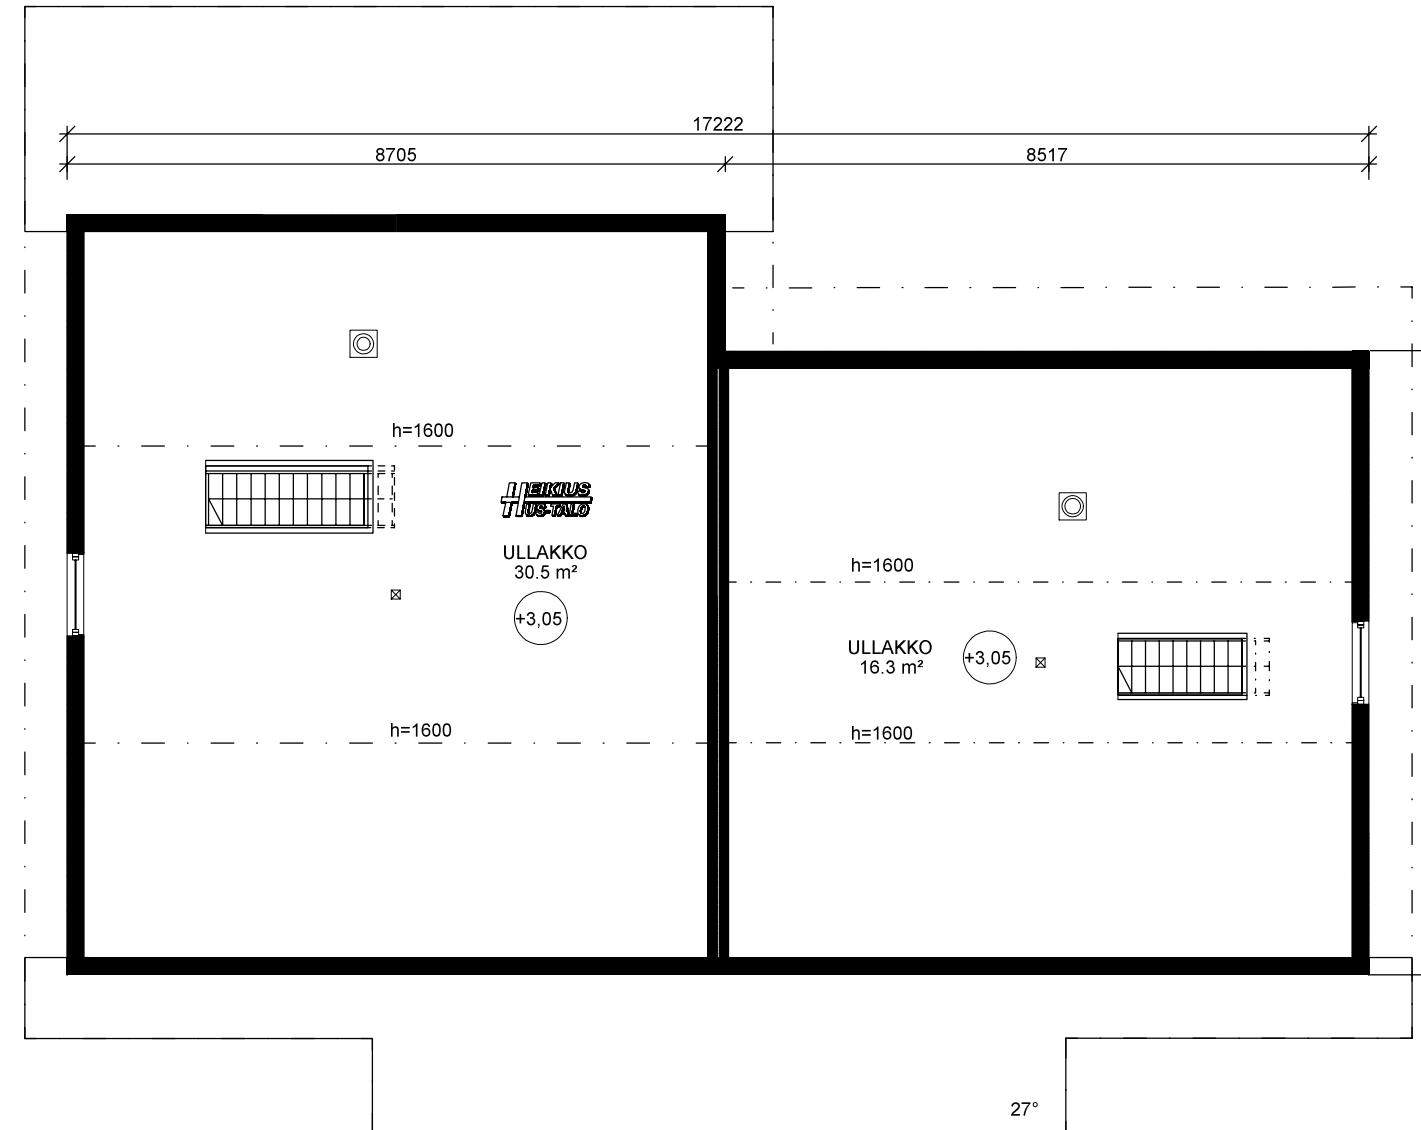 17222
8705
8517
h=1600
HEIKIUS
HUS-TALO
ULLAKKO
30.5 m²
+3,05
h=1600
h=1600
ULLAKKO
16.3 m²
+3,05
h=1600
27°